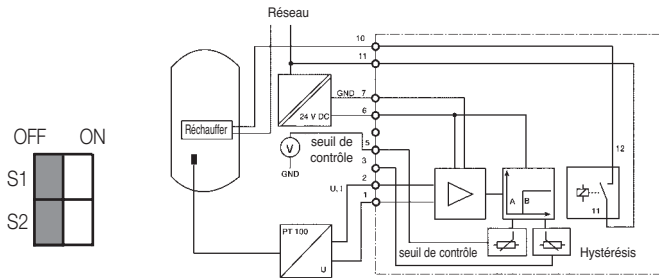 Réseau
10
11
Réchauffer
24 V DC
GND 7
6
OFF ON
S1
S2
V
GND
seuil de
contrôle
5
3
2
U, I
1
PT 100
U
A B
12
11
seuil de contrôle
Hystérésis